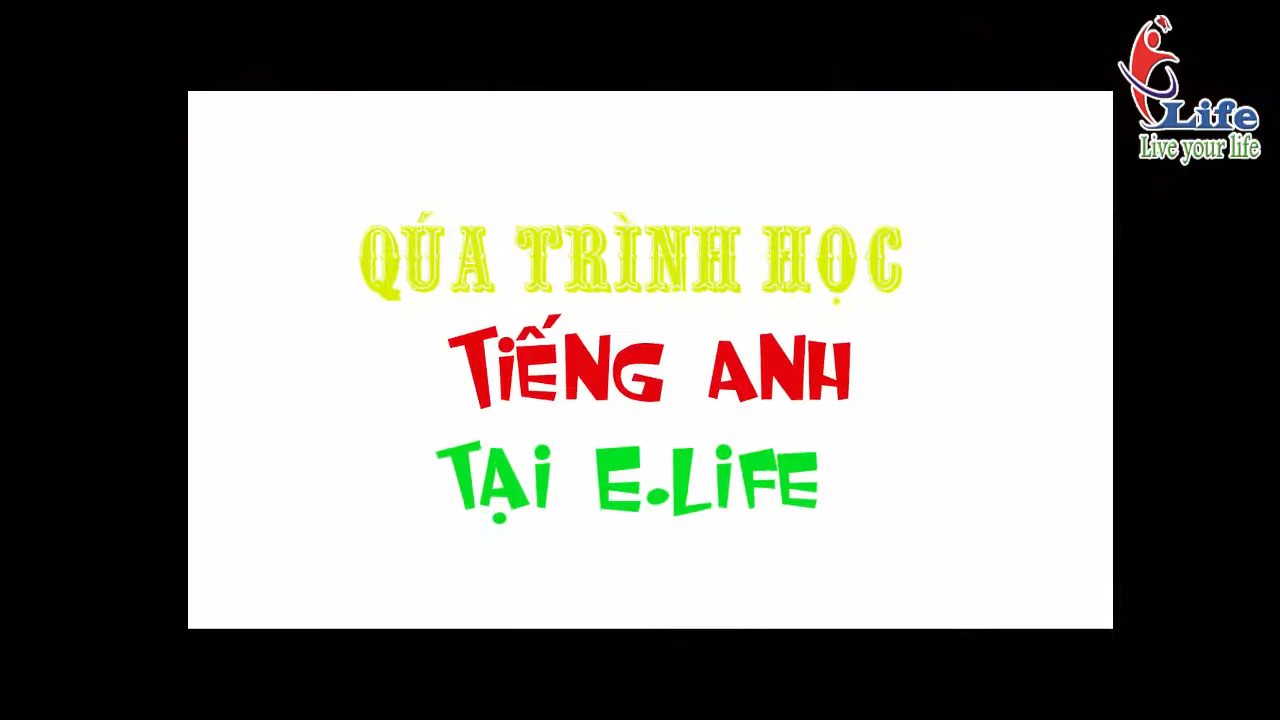 QÚA TRÌNH HỌC
TIẾNG ANH
TẠI E.LIFE
Life
Live your life